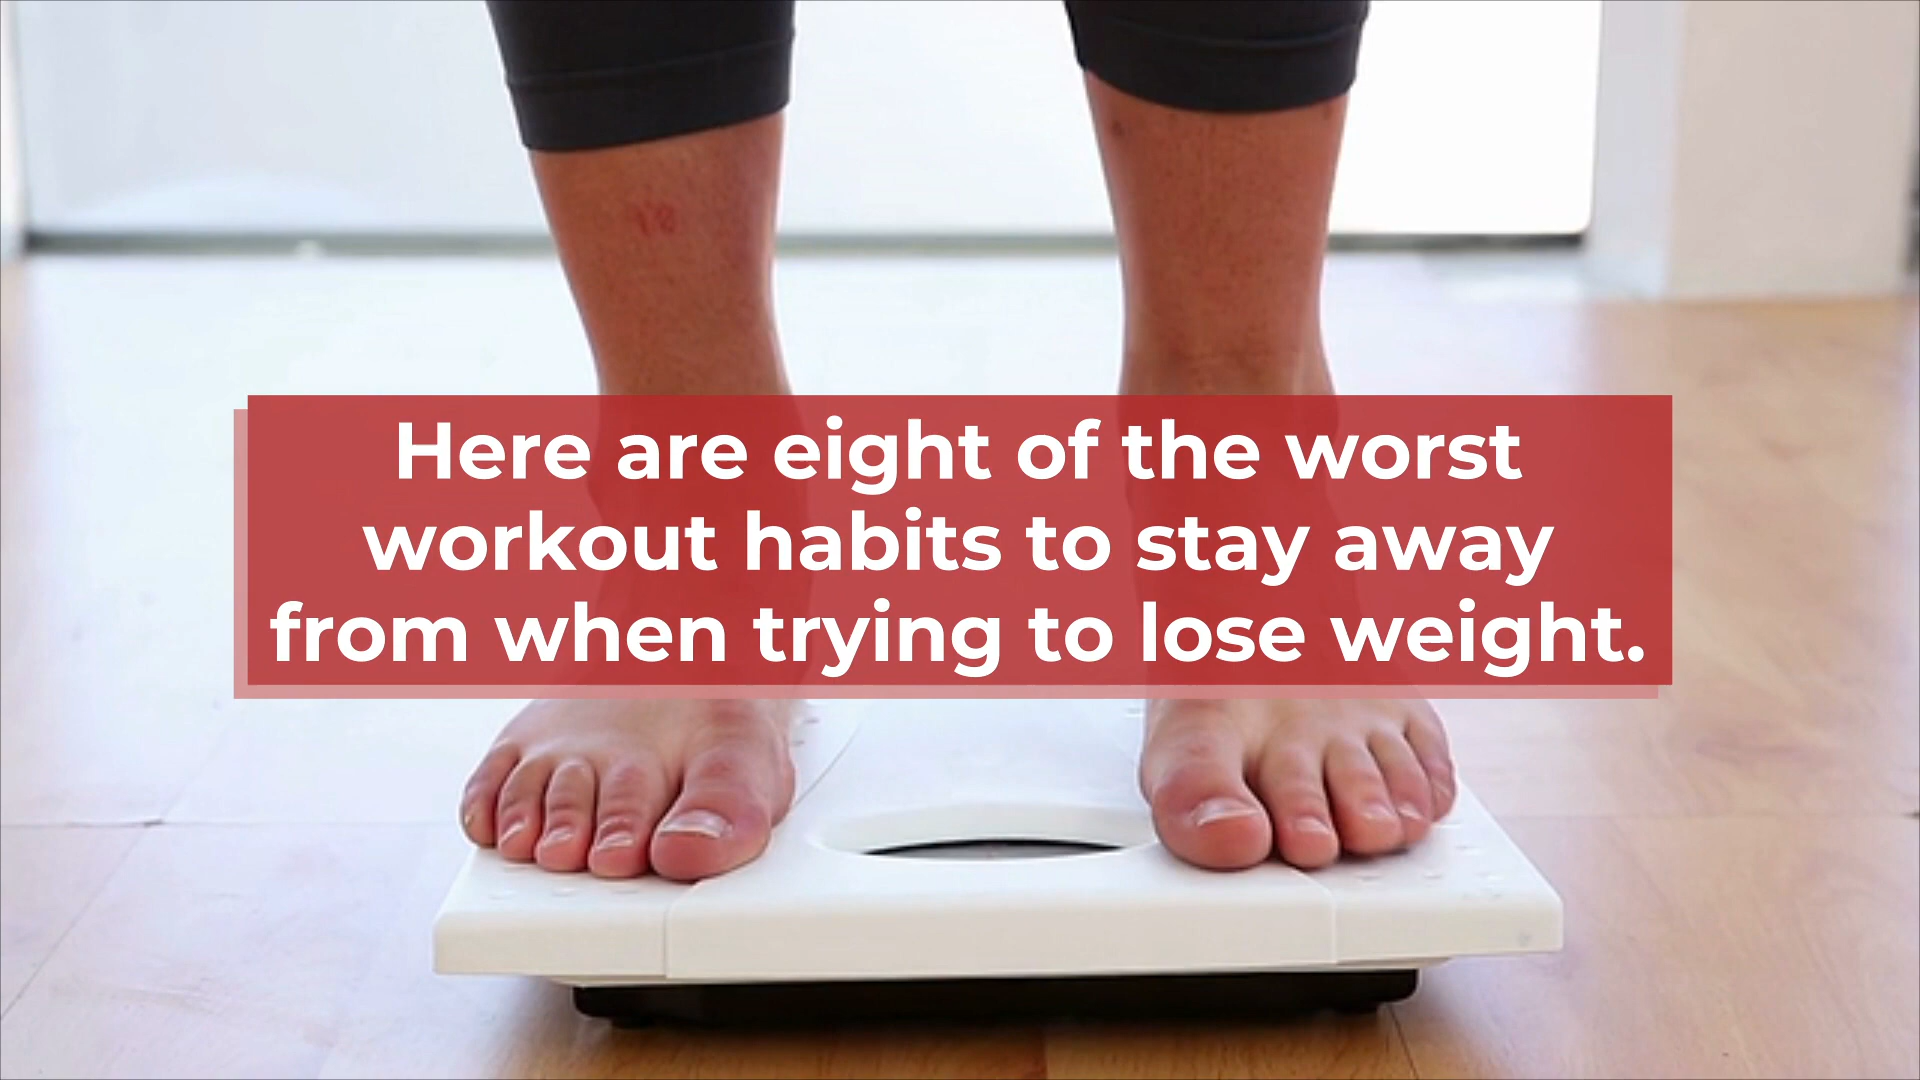 Here are eight of the worst
workout habits to stay away
from when trying to lose weight.